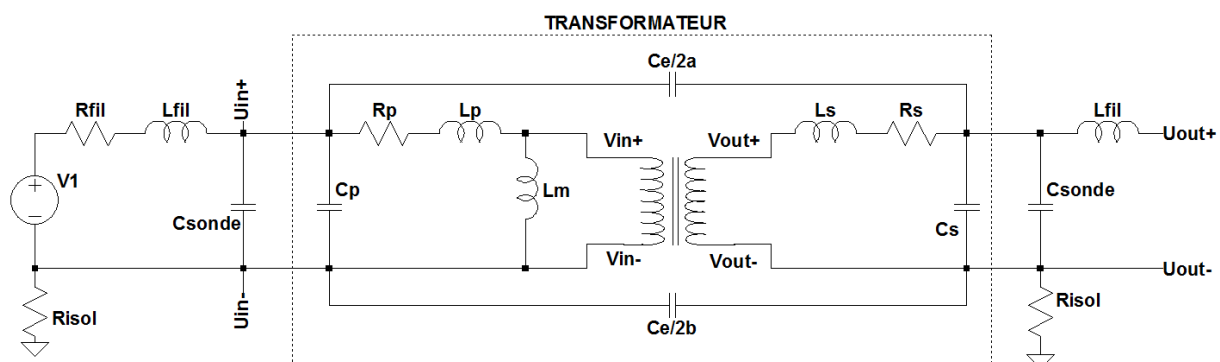 TRANSFORMATEUR
Ce/2a
Rfil
Lfil
Uin+
Rp
Lp
Vin+
Vout+
Ls
Rs
Lfil
Uout+
V1
+
−
Csonde
Cp
Lm
Cs
Csonde
Vin-
Vout-
Uin-
Uout-
Risol
Ce/2b
Risol